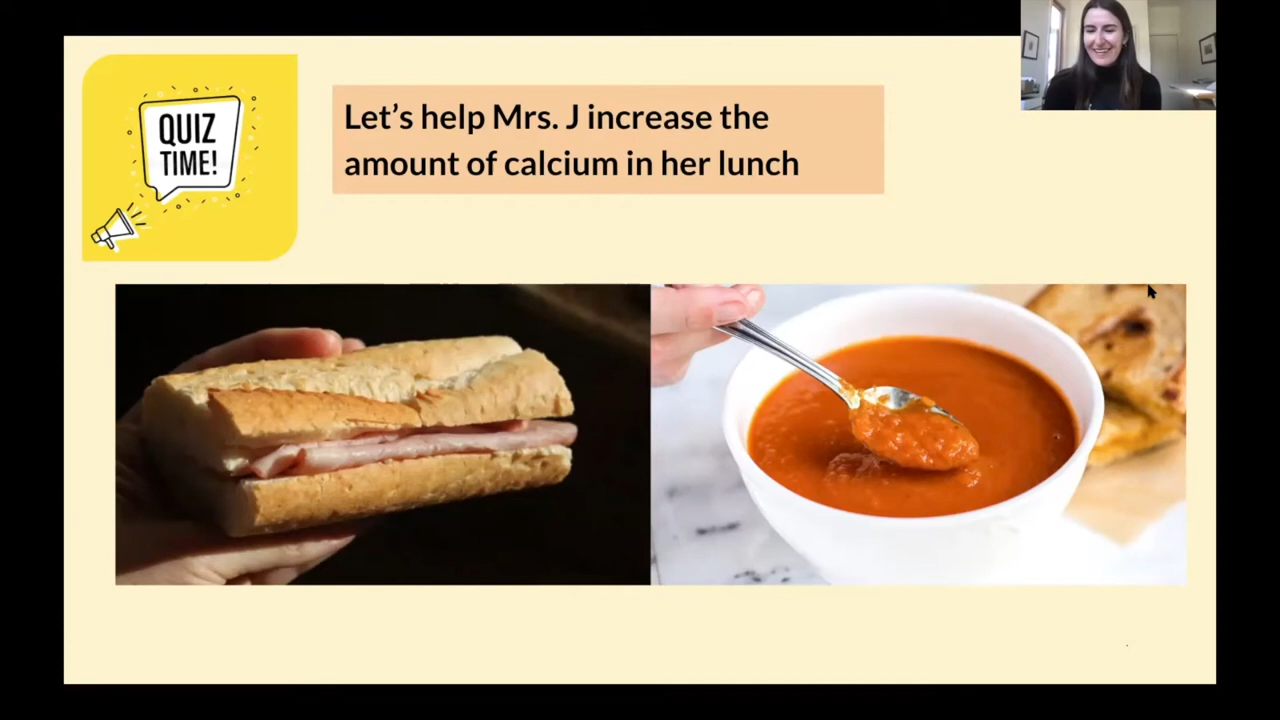 QUIZ
TIME!
Let's help Mrs. J increase the
amount of calcium in her lunch